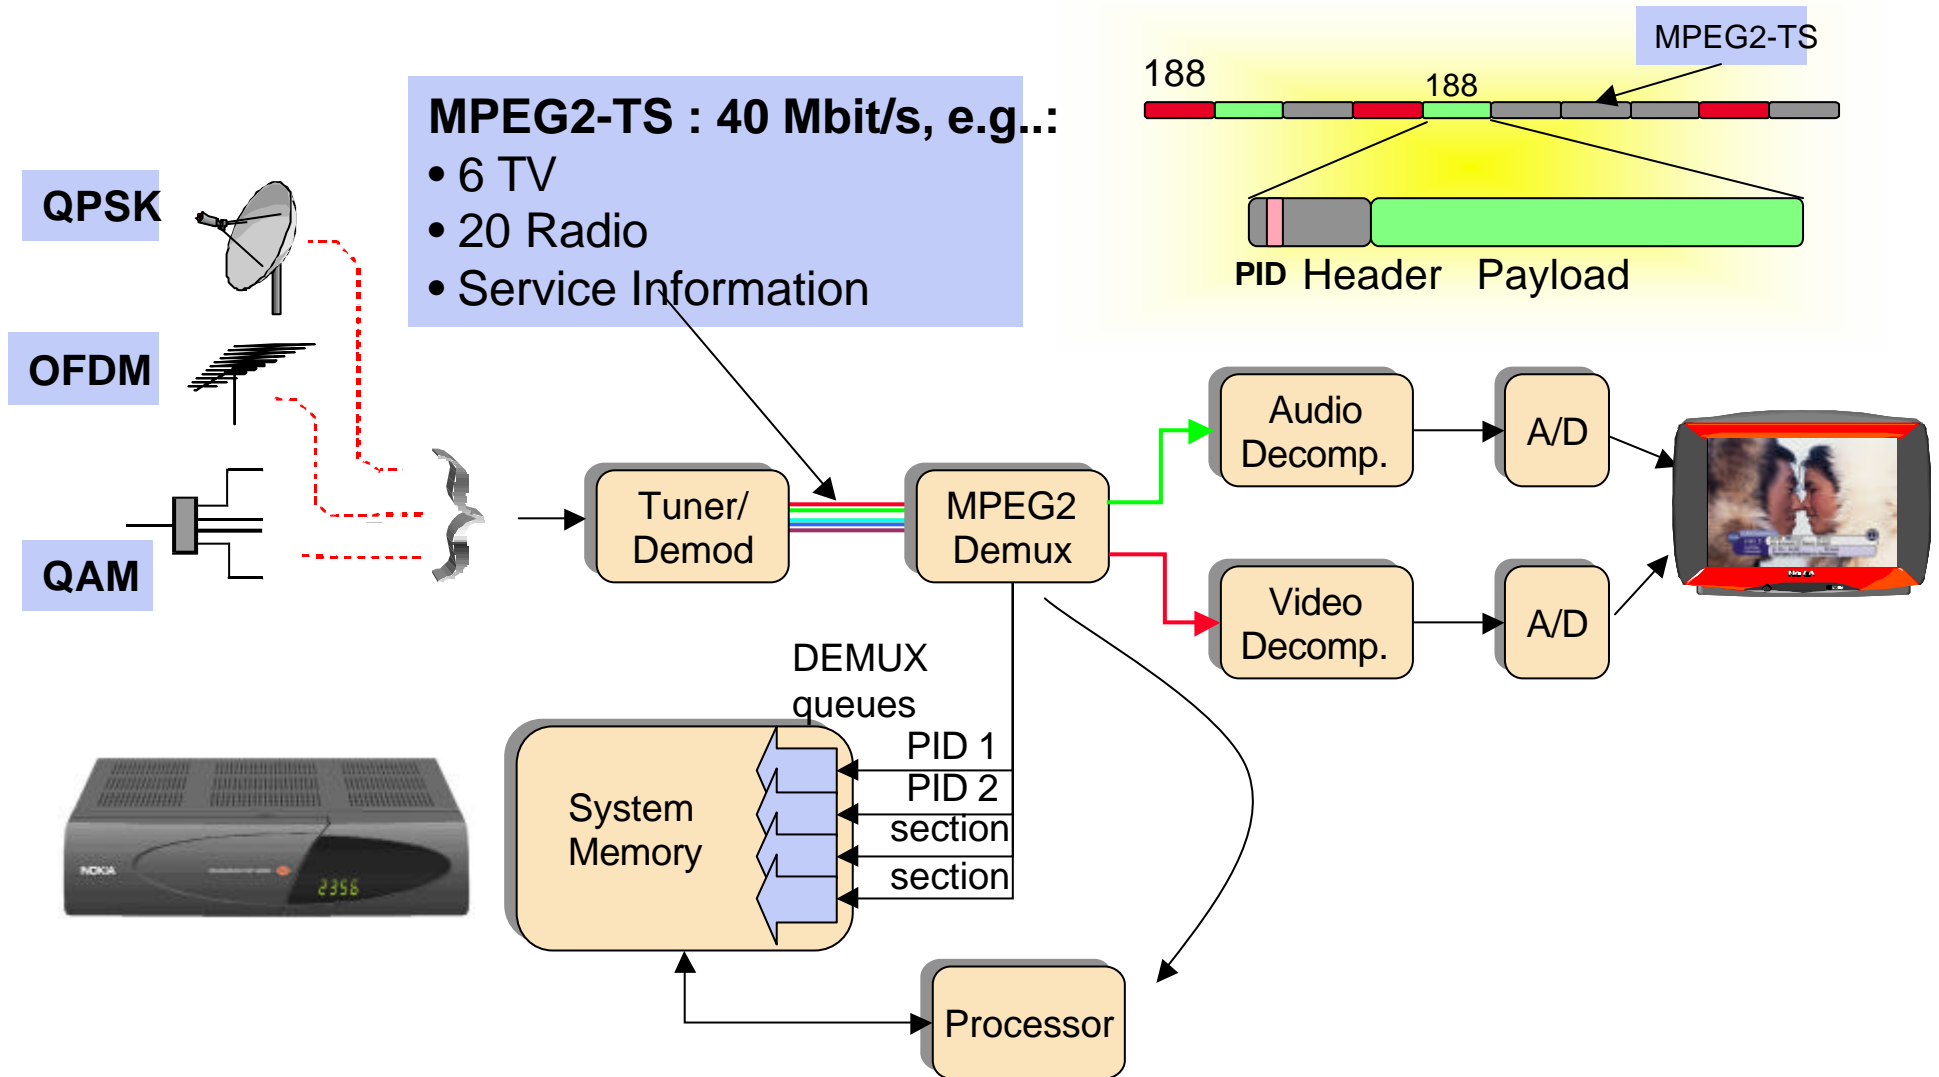 MPEG2-TS
188
188
MPEG2-TS : 40 Mbit/s, e.g..:
• 6 TV
• 20 Radio
• Service Information
QPSK
PID Header Payload
OFDM
QAM
Tuner/
Demod
MPEG2
Demux
Audio
Decomp.
A/D
Video
Decomp.
A/D
NOKIA
DEMUX
queues
PID 1
PID 2
section
section
System
Memory
NOKIA
2356
Processor